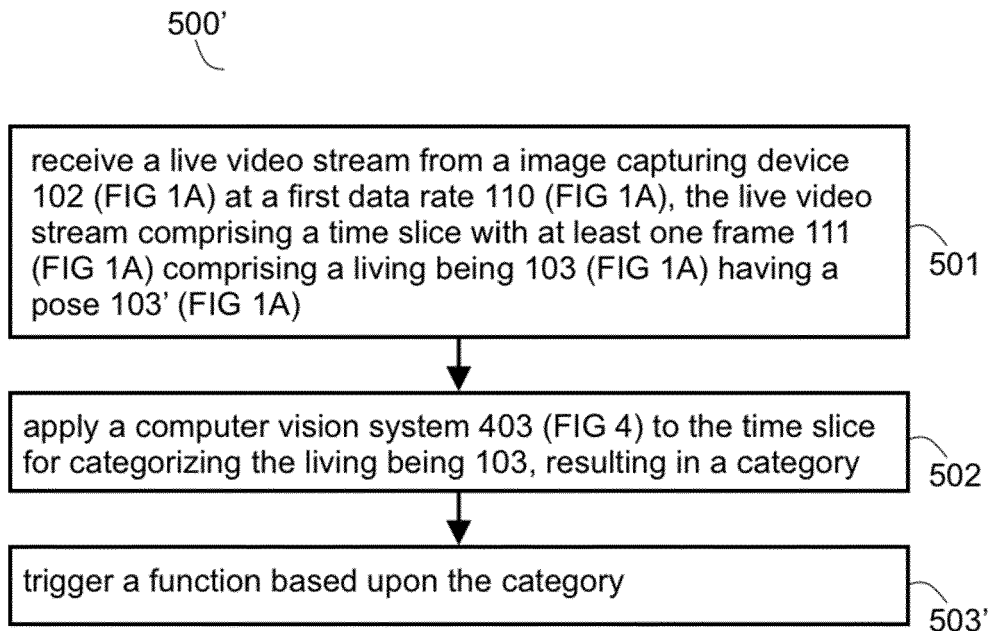 500’
receive a live video stream from a image capturing device
102 (FIG 1A) at a first data rate 110 (FIG 1A), the live video
stream comprising a time slice with at least one frame 111
(FIG 1A) comprising a living being 103 (FIG 1A) having a
pose 103’ (FIG 1A)
501
apply a computer vision system 403 (FIG 4) to the time slice
for categorizing the living being 103, resulting in a category
502
trigger a function based upon the category
503’